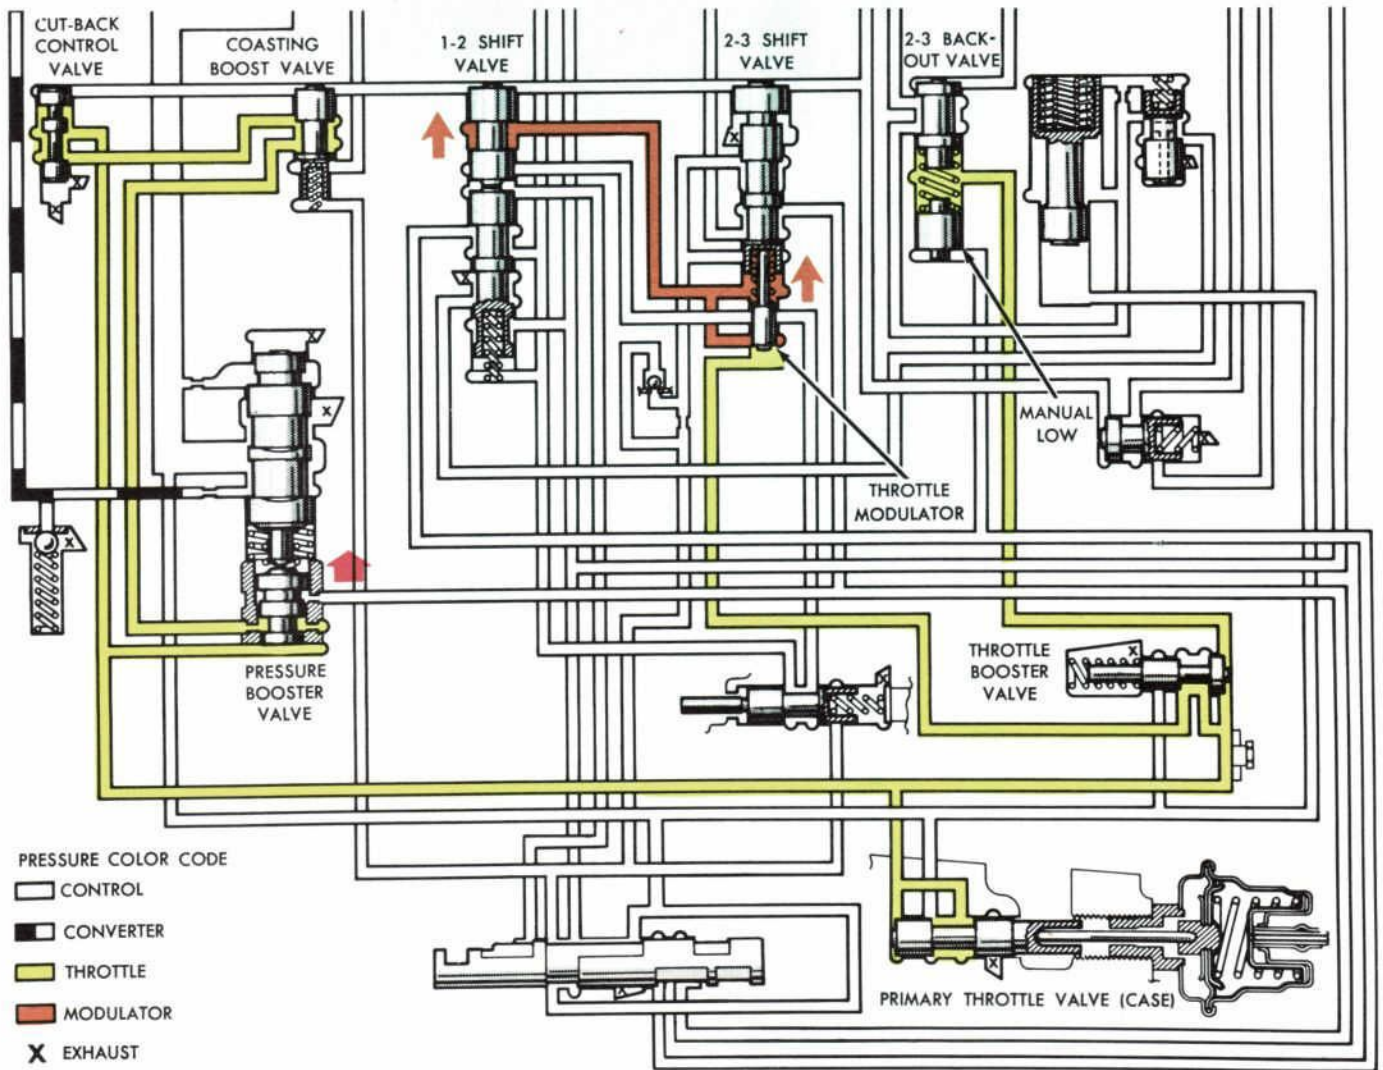 CUT-BACK
CONTROL
VALVE
COASTING
BOOST VALVE
1-2 SHIFT
VALVE
2-3 SHIFT
VALVE
2-3 BACK-
OUT VALVE
X
X
MANUAL
LOW
THROTTLE
MODULATOR
X
X
PRESSURE
BOOSTER
VALVE
THROTTLE
BOOSTER
VALVE
X
PRESSURE COLOR CODE
CONTROL
CONVERTER
THROTTLE
MODULATOR
X EXHAUST
X
PRIMARY THROTTLE VALVE (CASE)